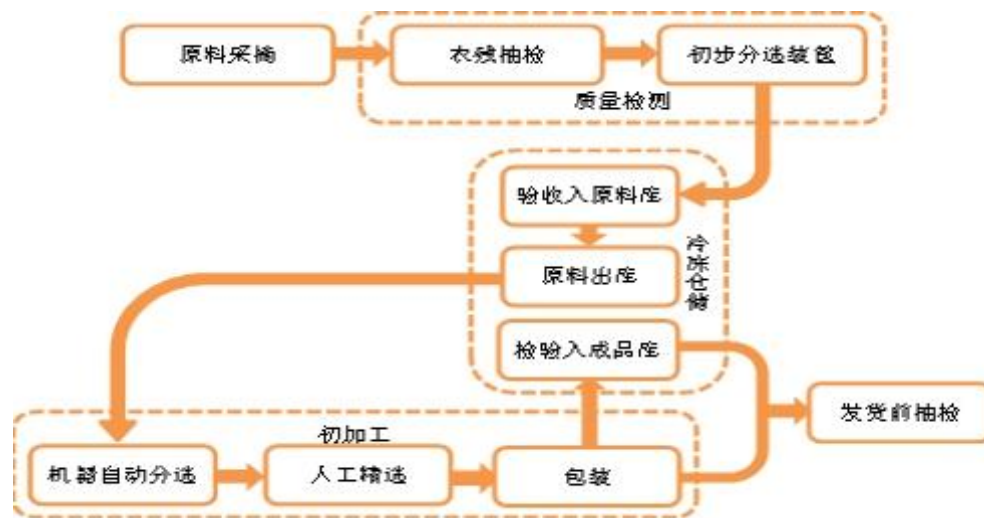 原料采摘
农残抽检
初步分选装筐
质量检测
验收入原料库
原料出库
冷冻仓储
检验入成品库
发货前抽检
初加工
机器自动分选
人工精选
包装